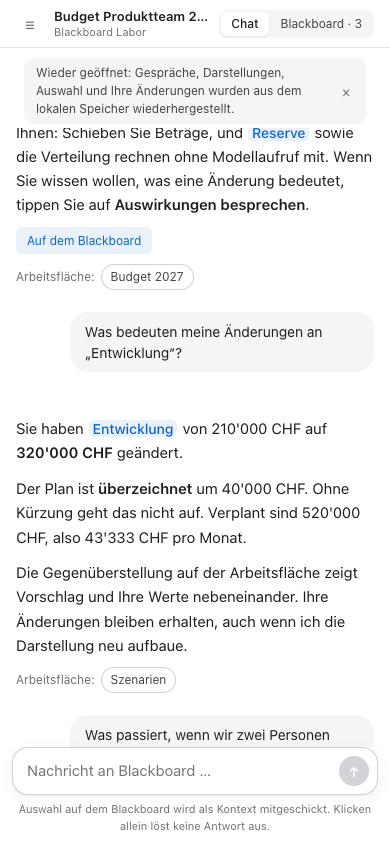 Budget Produktteam 2...
Blackboard Labor
Chat
Blackboard · 3
Wieder geöffnet: Gespräche, Darstellungen,
Auswahl und Ihre Änderungen wurden aus dem
lokalen Speicher wiederhergestellt.
Ihnen: Schieben Sie Beträge, und Reserve sowie
die Verteilung rechnen ohne Modellaufruf mit. Wenn
Sie wissen wollen, was eine Änderung bedeutet,
tippen Sie auf Auswirkungen besprechen.
Auf dem Blackboard
Arbeitsfläche: Budget 2027
Was bedeuten meine Änderungen an
„Entwicklung“?
Sie haben Entwicklung von 210'000 CHF auf
320'000 CHF geändert.
Der Plan ist überzeichnet um 40'000 CHF. Ohne
Kürzung geht das nicht auf. Verplant sind 520'000
CHF, also 43'333 CHF pro Monat.
Die Gegenüberstellung auf der Arbeitsfläche zeigt
Vorschlag und Ihre Werte nebeneinander. Ihre
Änderungen bleiben erhalten, auch wenn ich die
Darstellung neu aufbaue.
Arbeitsfläche: Szenarien
Was passiert, wenn wir zwei Personen
Nachricht an Blackboard ...
Auswahl auf dem Blackboard wird als Kontext mitgeschickt. Klicken
allein löst keine Antwort aus.